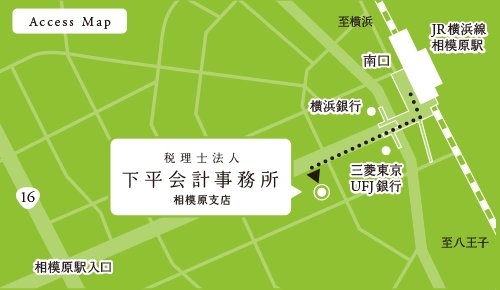 Access Map
至横浜
JR横浜線
相模原駅
南口
横浜銀行
税理士法人
下平会計事務所
相模原支店
三菱東京
UFJ銀行
16
至八王子
相模原駅入口